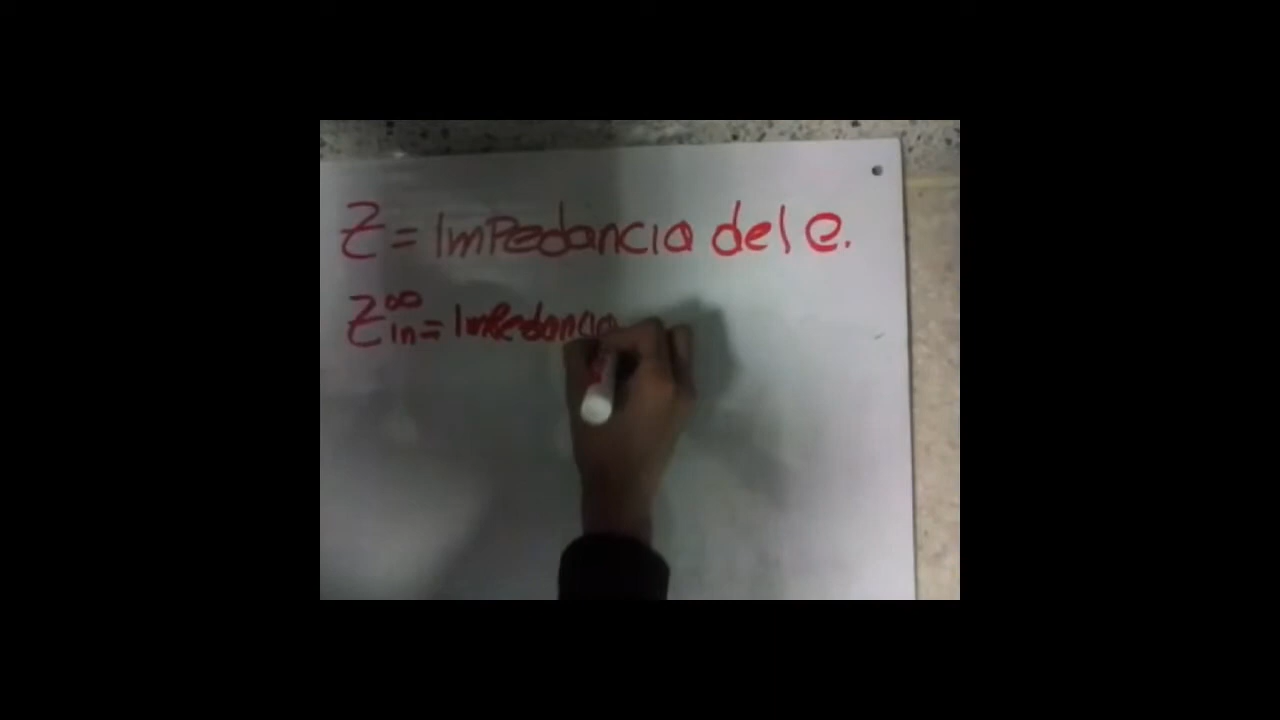 Z = Impedancia del e.
Z∞in = Impedancia